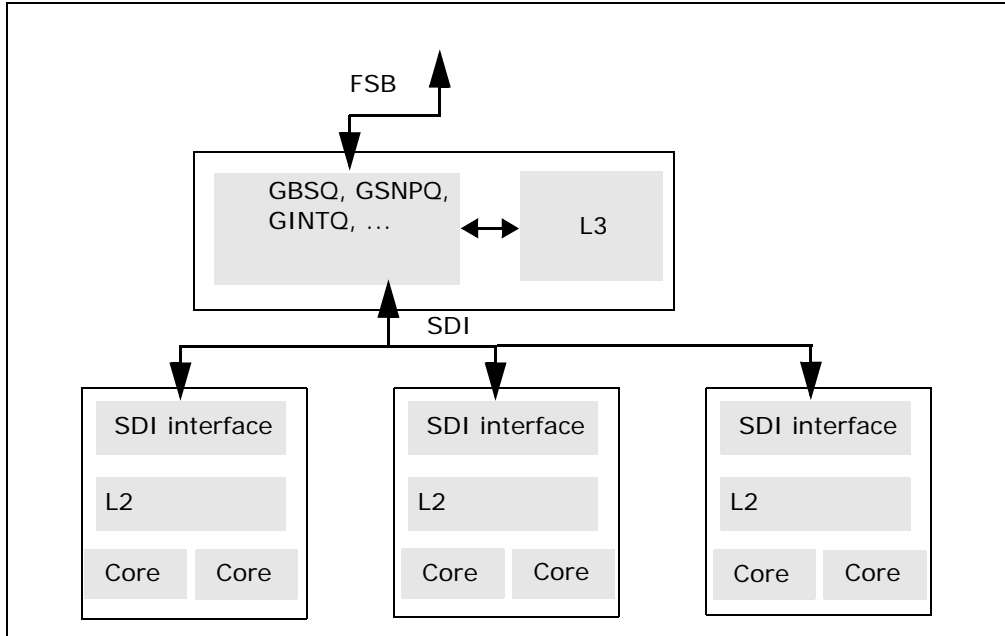 FSB
GBSQ, GSNPQ,
GINTQ, ...
L3
SDI
SDI interface
SDI interface
SDI interface
L2
L2
L2
Core
Core
Core
Core
Core
Core